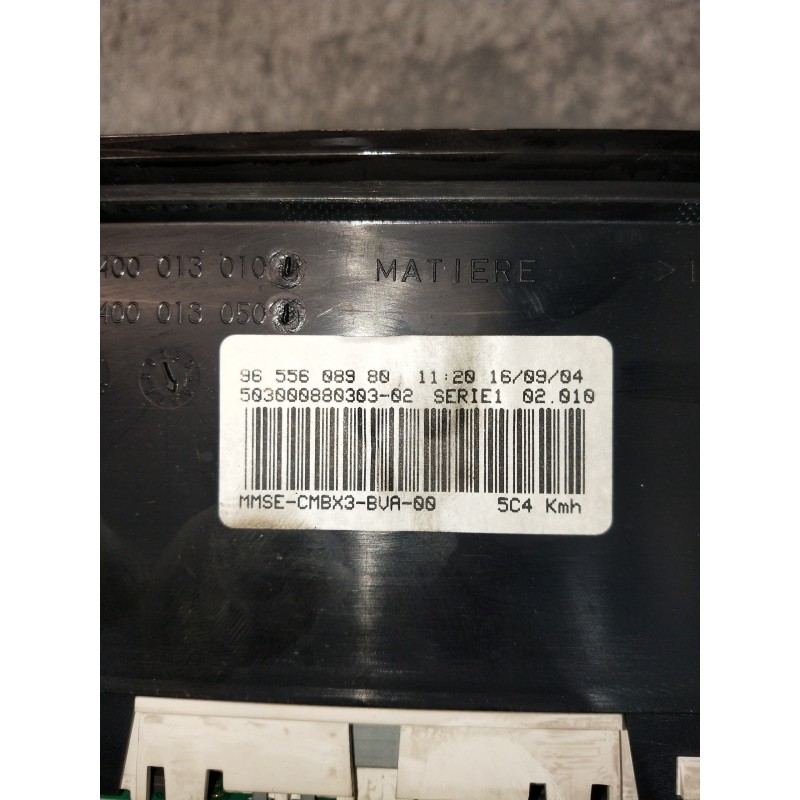 400 013 010
MATIERE >1
400 013 050
96 556 089 80 11:20 16/09/04
503000880303-02 SERIE1 02.010
MMSE-CMBX3-BVA-00 5C4 Kmh